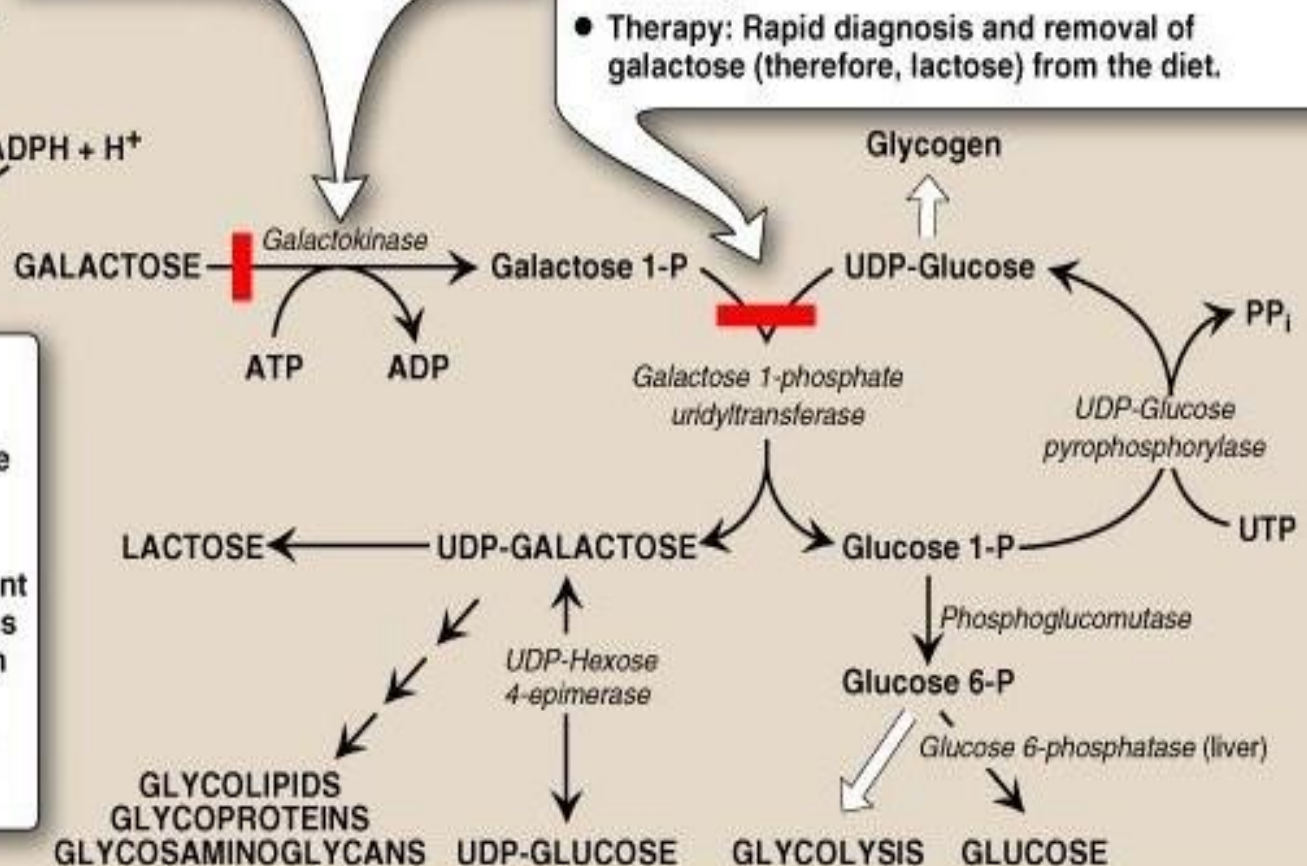 ● Therapy: Rapid diagnosis and removal of
galactose (therefore, lactose) from the diet.
ADPH + H⁺
Glycogen
Galactokinase
GALACTOSE
Galactose 1-P
UDP-Glucose
PPᵢ
ATP
ADP
Galactose 1-phosphate
uridyltransferase
UDP-Glucose
pyrophosphorylase
e
UTP
LACTOSE
UDP-GALACTOSE
Glucose 1-P
nt
s
Phosphoglucomutase
UDP-Hexose
4-epimerase
Glucose 6-P
Glucose 6-phosphatase (liver)
GLYCOLIPIDS
GLYCOPROTEINS
GLYCOSAMINOGLYCANS
UDP-GLUCOSE
GLYCOLYSIS
GLUCOSE